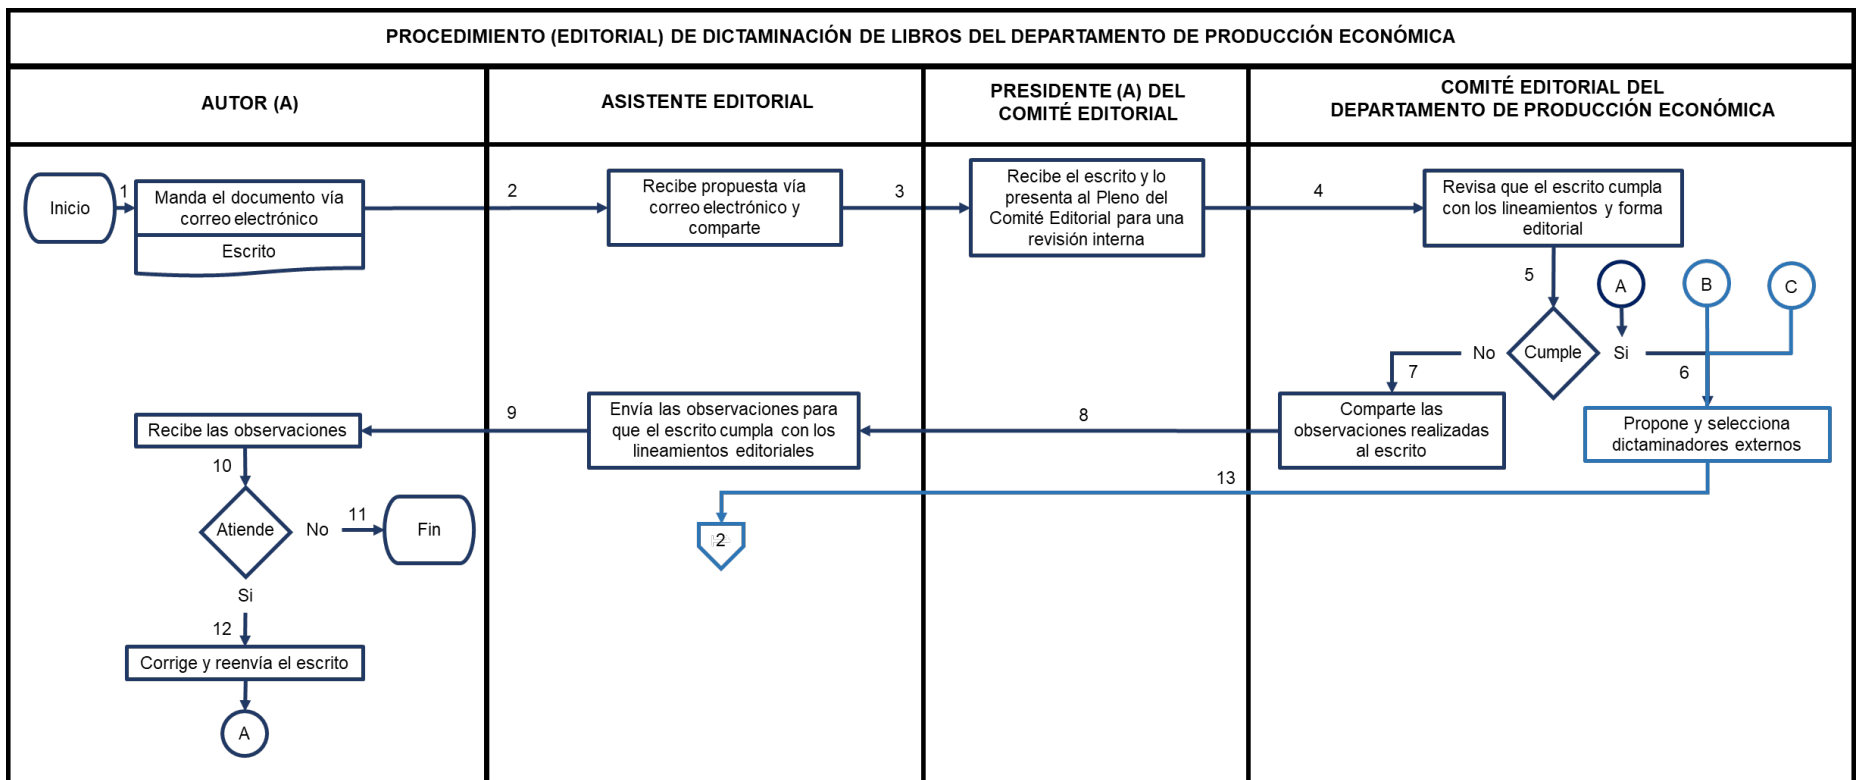 PROCEDIMIENTO (EDITORIAL) DE DICTAMINACIÓN DE LIBROS DEL DEPARTAMENTO DE PRODUCCIÓN ECONÓMICA
AUTOR (A)
ASISTENTE EDITORIAL
PRESIDENTE (A) DEL
COMITÉ EDITORIAL
COMITÉ EDITORIAL DEL
DEPARTAMENTO DE PRODUCCIÓN ECONÓMICA
Inicio
1
Manda el documento vía
correo electrónico
Escrito
2
Recibe propuesta vía
correo electrónico y
comparte
3
Recibe el escrito y lo
presenta al Pleno del
Comité Editorial para una
revisión interna
4
Revisa que el escrito cumpla
con los lineamientos y forma
editorial
5
A
B
C
Cumple
No
Si
6
7
Comparte las
observaciones realizadas
al escrito
Propone y selecciona
dictaminadores externos
8
Envía las observaciones para
que el escrito cumpla con los
lineamientos editoriales
9
Recibe las observaciones
10
13
2
Atiende
No
11
Fin
Si
12
Corrige y reenvía el escrito
A